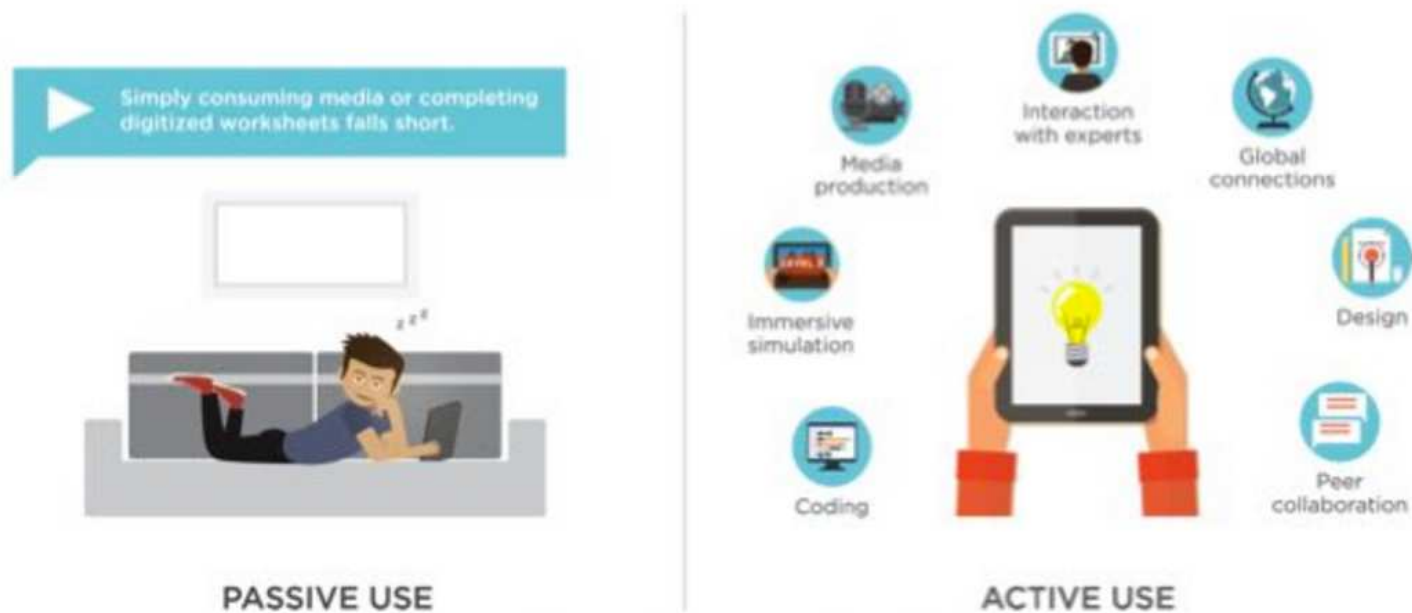 Simply consuming media or completing
digitized worksheets falls short.
z z z
PASSIVE USE
Interaction
with experts
Media
production
Global
connections
LEVEL
Immersive
simulation
Design
Coding
Peer
collaboration
ACTIVE USE